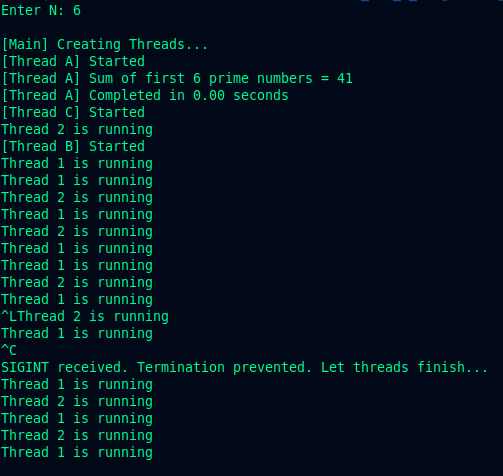 Enter N: 6
[Main] Creating Threads...
[Thread A] Started
[Thread A] Sum of first 6 prime numbers = 41
[Thread A] Completed in 0.00 seconds
[Thread C] Started
Thread 2 is running
[Thread B] Started
Thread 1 is running
Thread 1 is running
Thread 2 is running
Thread 1 is running
Thread 2 is running
Thread 1 is running
Thread 1 is running
Thread 2 is running
Thread 1 is running
^LThread 2 is running
Thread 1 is running
^C
SIGINT received. Termination prevented. Let threads finish...
Thread 1 is running
Thread 2 is running
Thread 1 is running
Thread 2 is running
Thread 1 is running